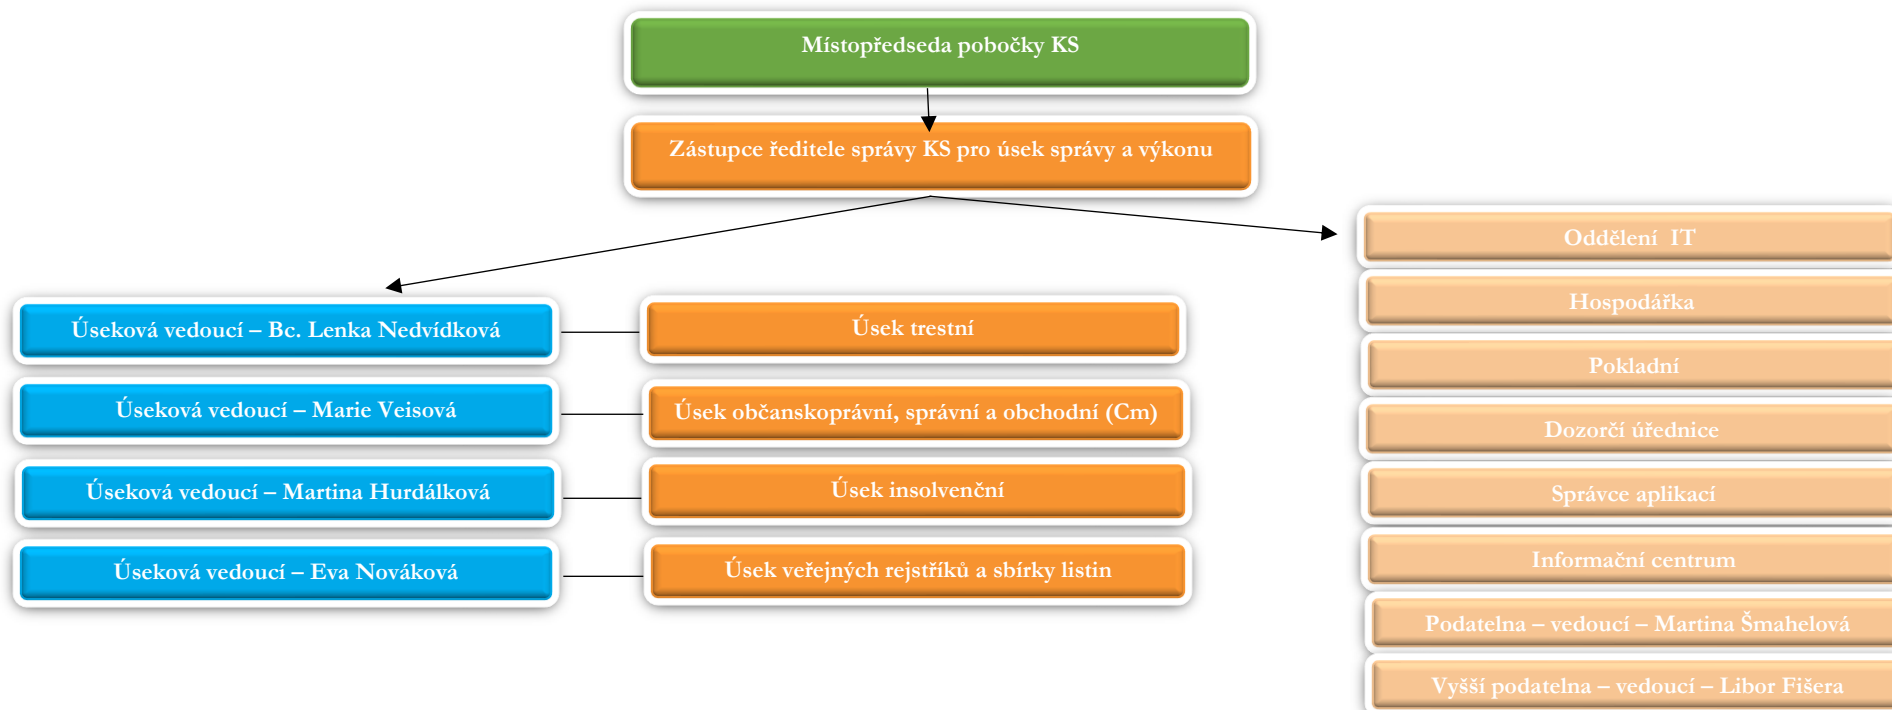 Místopředseda pobočky KS
Zástupce ředitele správy KS pro úsek správy a výkonu
Úseková vedoucí – Bc. Lenka Nedvídková
Úsek trestní
Úseková vedoucí – Marie Veisová
Úsek občanskoprávní, správní a obchodní (Cm)
Úseková vedoucí – Martina Hurdálková
Úsek insolvenční
Úseková vedoucí – Eva Nováková
Úsek veřejných rejstříků a sbírky listin
Oddělení IT
Hospodářka
Pokladní
Dozorčí úřednice
Správce aplikací
Informační centrum
Podatelna – vedoucí – Martina Šmahelová
Vyšší podatelna – vedoucí – Libor Fišera